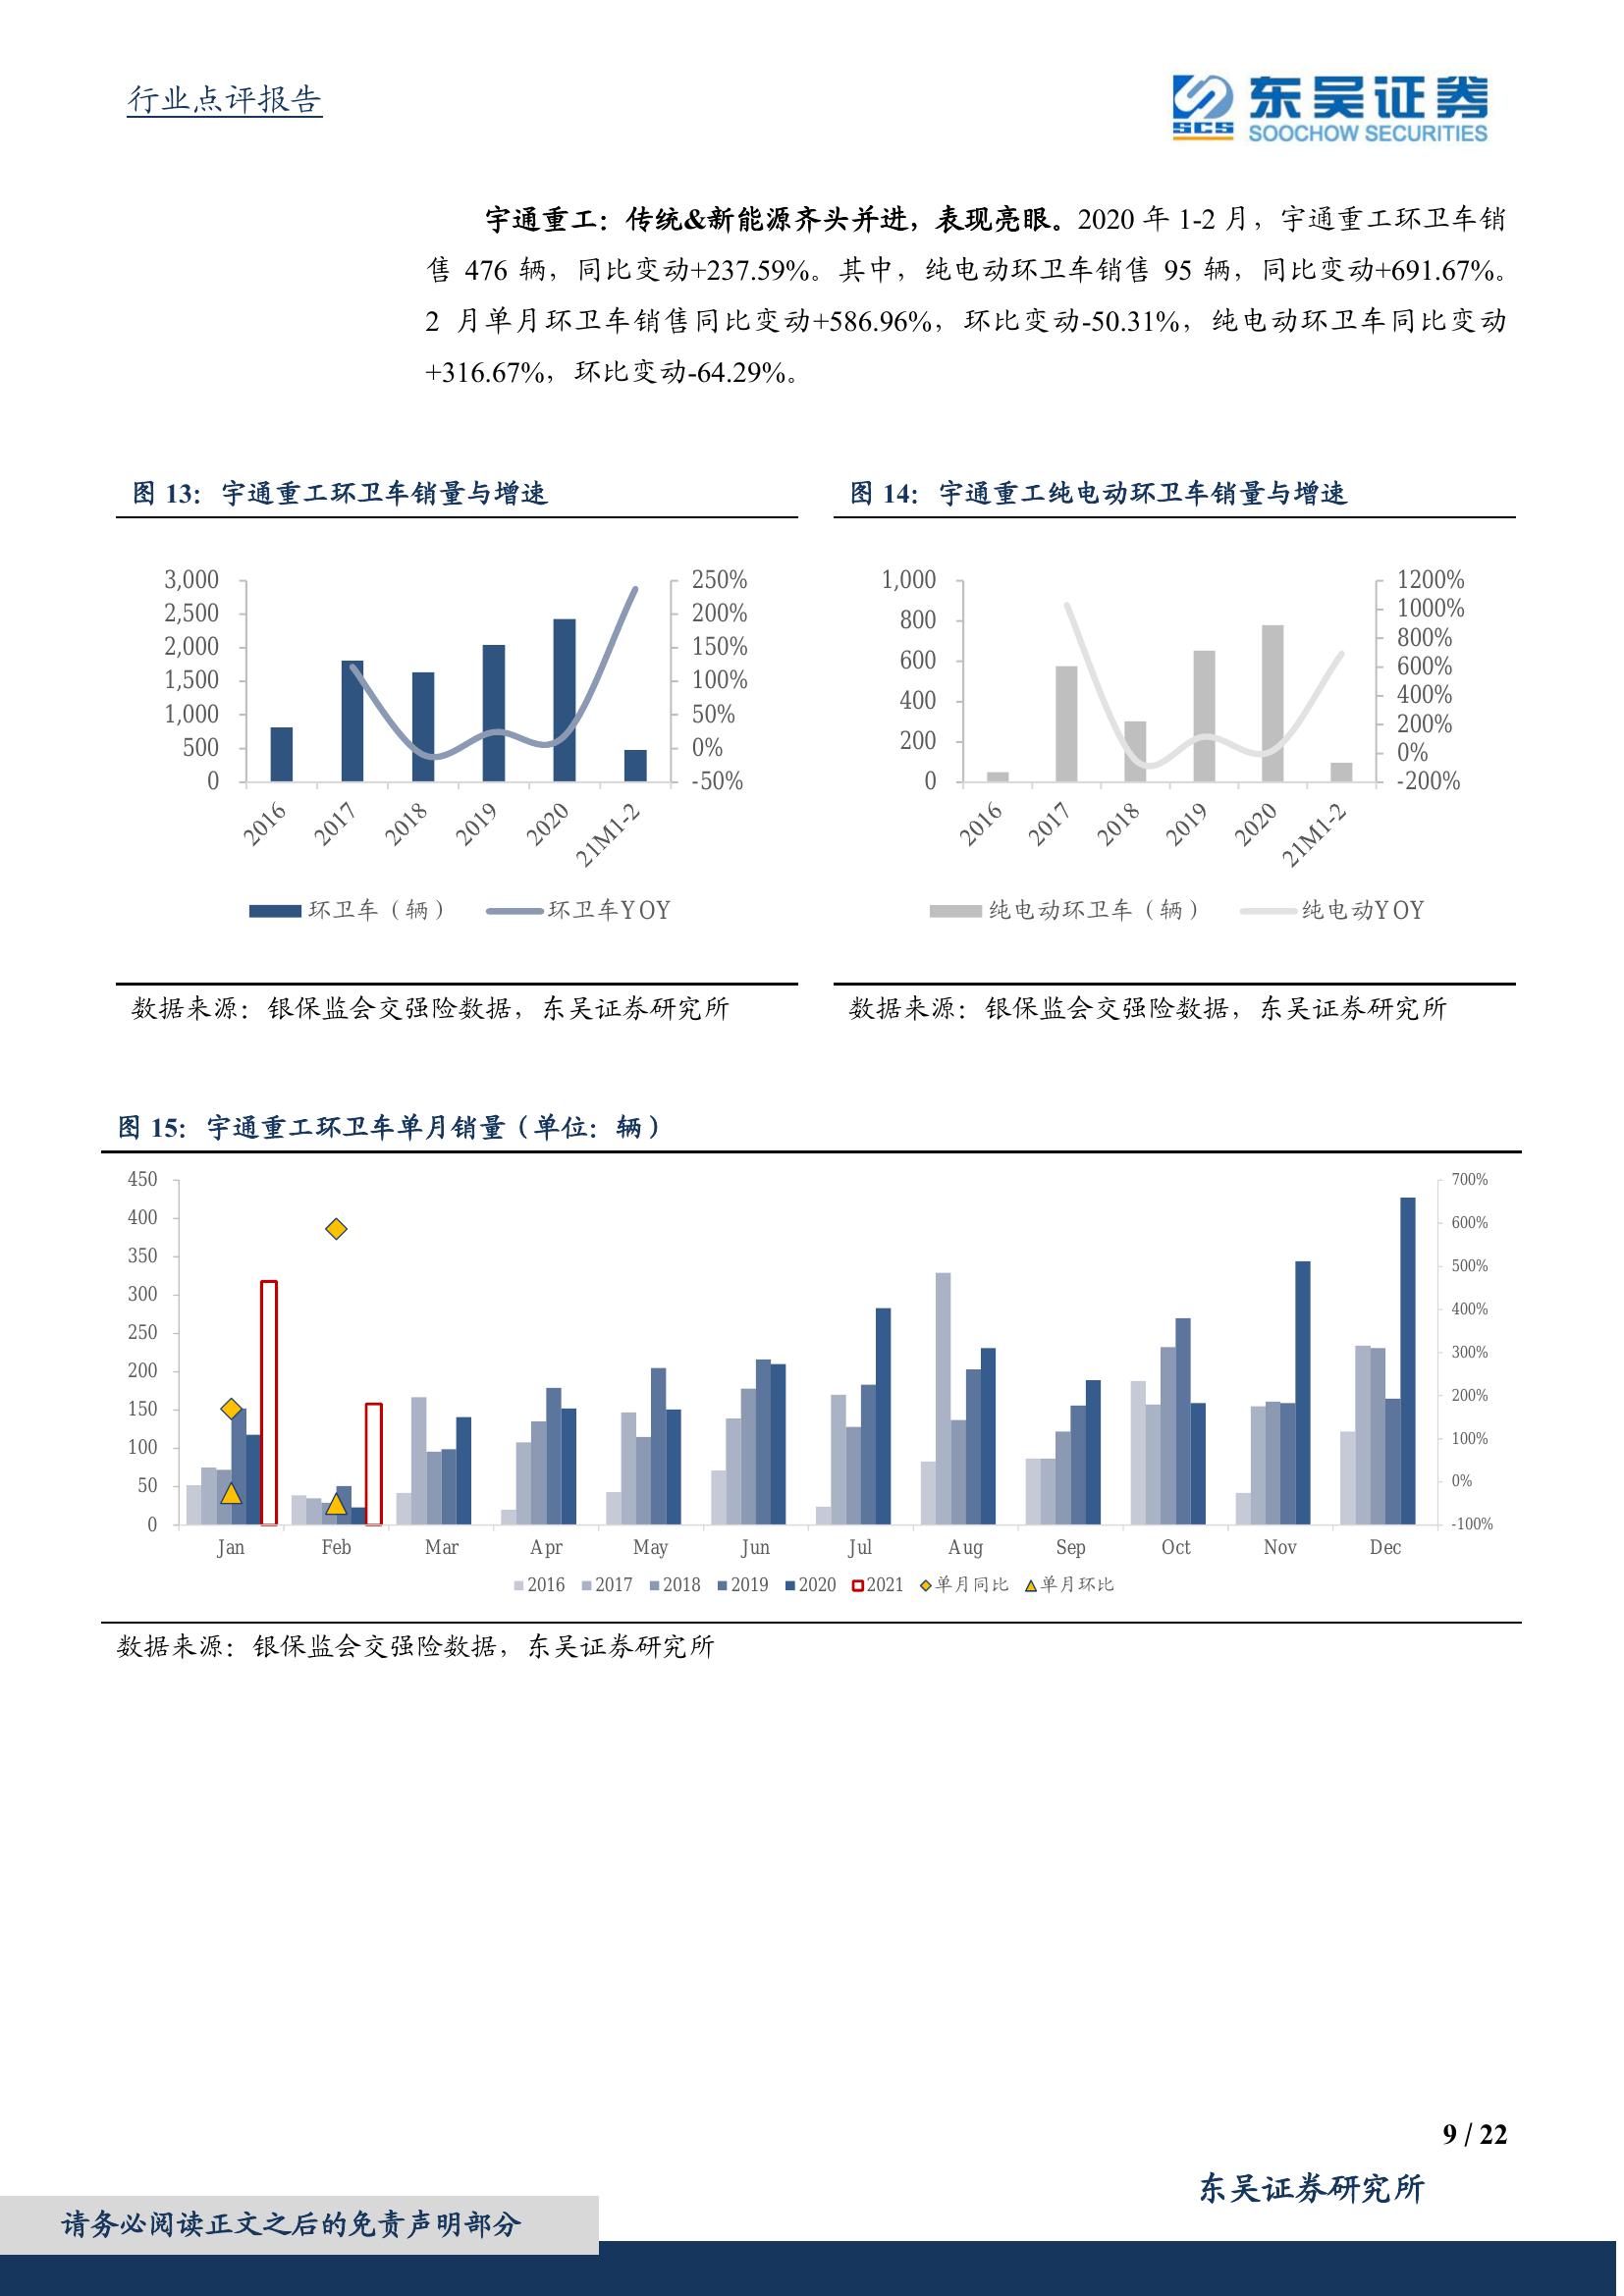 行业点评报告
东吴证券
SCS
SOOCHOW SECURITIES
宇通重工：传统&新能源齐头并进，表现亮眼。2020 年 1-2 月，宇通重工环卫车销
售 476 辆，同比变动+237.59%。其中，纯电动环卫车销售 95 辆，同比变动+691.67%。
2 月单月环卫车销售同比变动+586.96%，环比变动-50.31%，纯电动环卫车同比变动
+316.67%，环比变动-64.29%。
图 13：宇通重工环卫车销量与增速
3,000
2,500
2,000
1,500
1,000
500
0
250%
200%
150%
100%
50%
0%
-50%
2016
2017
2018
2019
2020
21M1-2
环卫车（辆）
环卫车YOY
数据来源：银保监会交强险数据，东吴证券研究所
图 14：宇通重工纯电动环卫车销量与增速
1,000
800
600
400
200
0
1200%
1000%
800%
600%
400%
200%
0%
-200%
2016
2017
2018
2019
2020
21M1-2
纯电动环卫车（辆）
纯电动YOY
数据来源：银保监会交强险数据，东吴证券研究所
图 15：宇通重工环卫车单月销量（单位：辆）
450
400
350
300
250
200
150
100
50
0
700%
600%
500%
400%
300%
200%
100%
0%
-100%
Jan Feb Mar Apr May Jun Jul Aug Sep Oct Nov Dec
2016 2017 2018 2019 2020 2021 单月同比 单月环比
数据来源：银保监会交强险数据，东吴证券研究所
9 / 22
东吴证券研究所
请务必阅读正文之后的免责声明部分